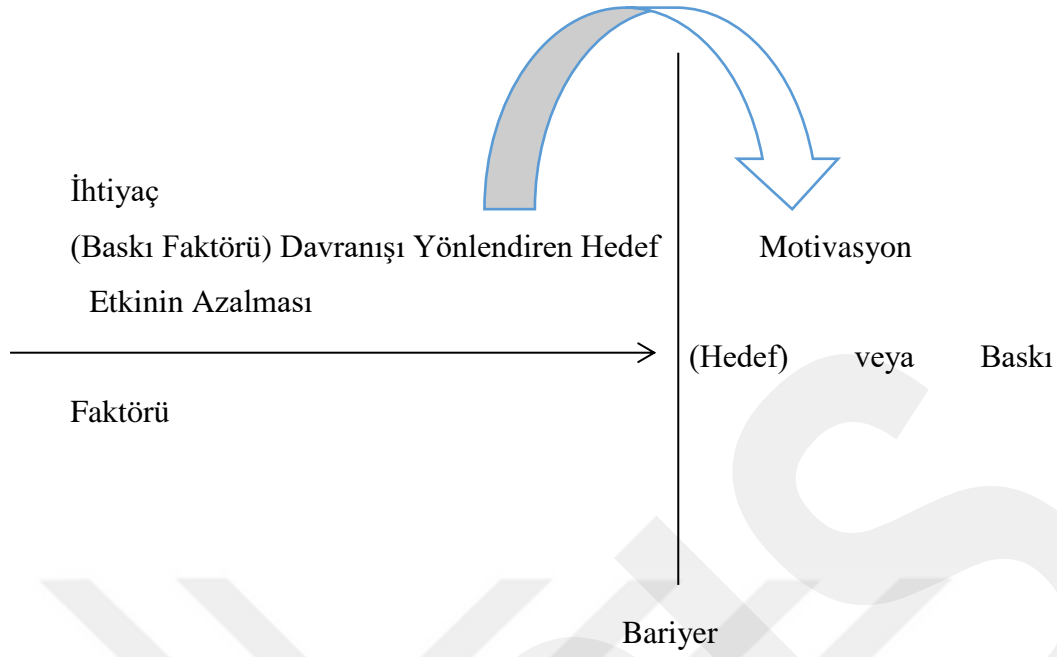 İhtiyaç
(Baskı Faktörü) Davranışı Yönlendiren Hedef Motivasyon
Etkinin Azalması
(Hedef) veya Baskı
Faktörü
Bariyer